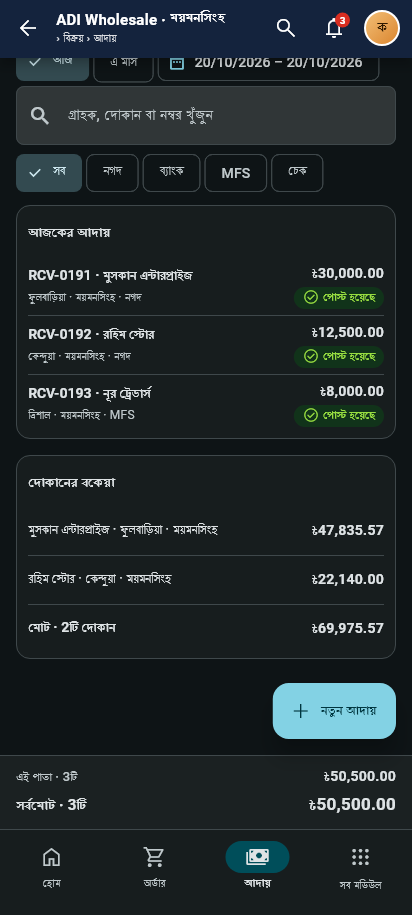 ADI Wholesale · ময়মনসিংহ
› বিক্রয় › আদায়
3
ক
আজ
এ মাস
20/10/2026 – 20/10/2026
গ্রাহক, দোকান বা নম্বর খুঁজুন
সব
নগদ
ব্যাংক
MFS
চেক
আজকের আদায়
RCV-0191 · মুসকান এন্টারপ্রাইজ
৳30,000.00
ফুলবাড়িয়া · ময়মনসিংহ · নগদ
পোস্ট হয়েছে
RCV-0192 · রহিম স্টোর
৳12,500.00
কেন্দুয়া · ময়মনসিংহ · নগদ
পোস্ট হয়েছে
RCV-0193 · নূর ট্রেডার্স
৳8,000.00
ত্রিশাল · ময়মনসিংহ · MFS
পোস্ট হয়েছে
দোকানের বকেয়া
মুসকান এন্টারপ্রাইজ · ফুলবাড়িয়া · ময়মনসিংহ
৳47,835.57
রহিম স্টোর · কেন্দুয়া · ময়মনসিংহ
৳22,140.00
মোট · 2টি দোকান
৳69,975.57
নতুন আদায়
এই পাতা · 3টি
৳50,500.00
সর্বমোট · 3টি
৳50,500.00
হোম
অর্ডার
আদায়
সব মডিউল